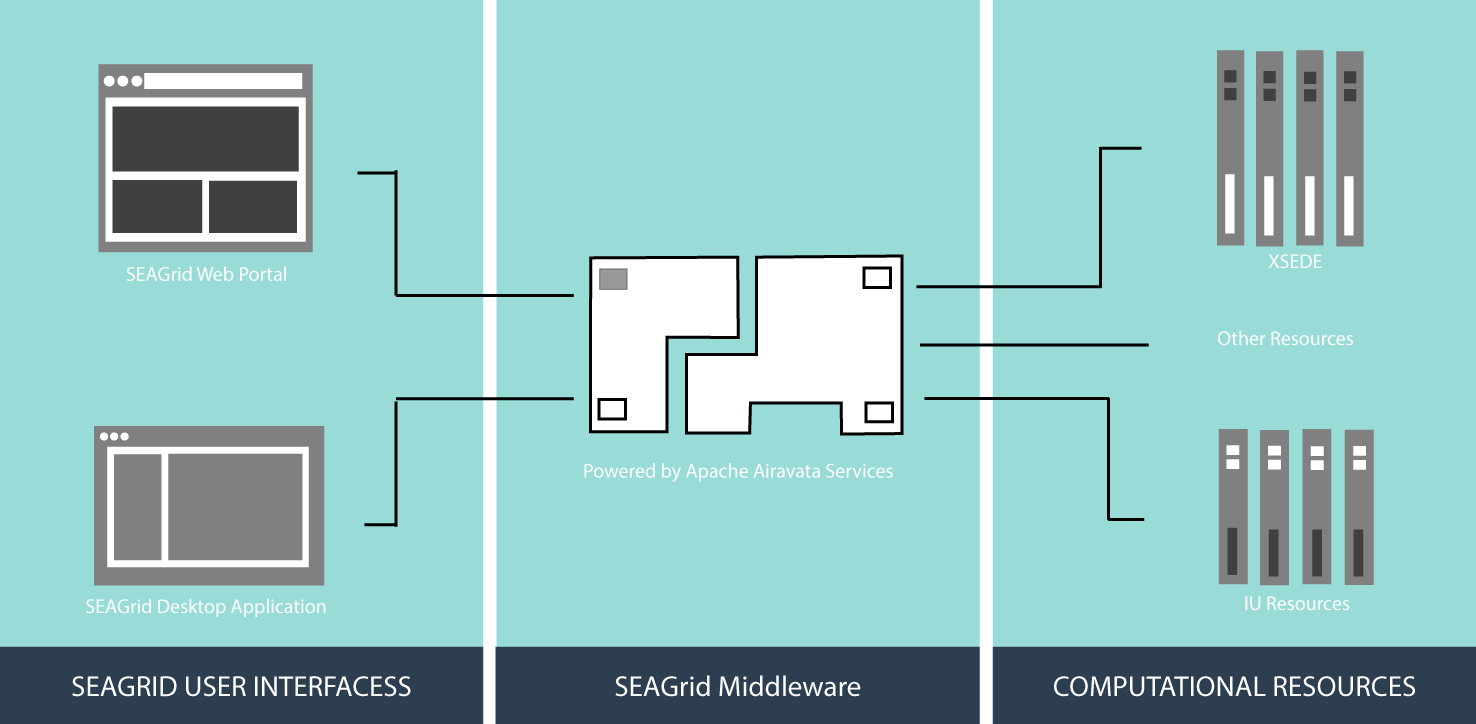 SEAGrid Web Portal
SEAGrid Desktop Application
SEAGRID USER INTERFACESS
Powered by Apache Airavata Services
SEAGrid Middleware
XSEDE
Other Resources
IU Resources
COMPUTATIONAL RESOURCES